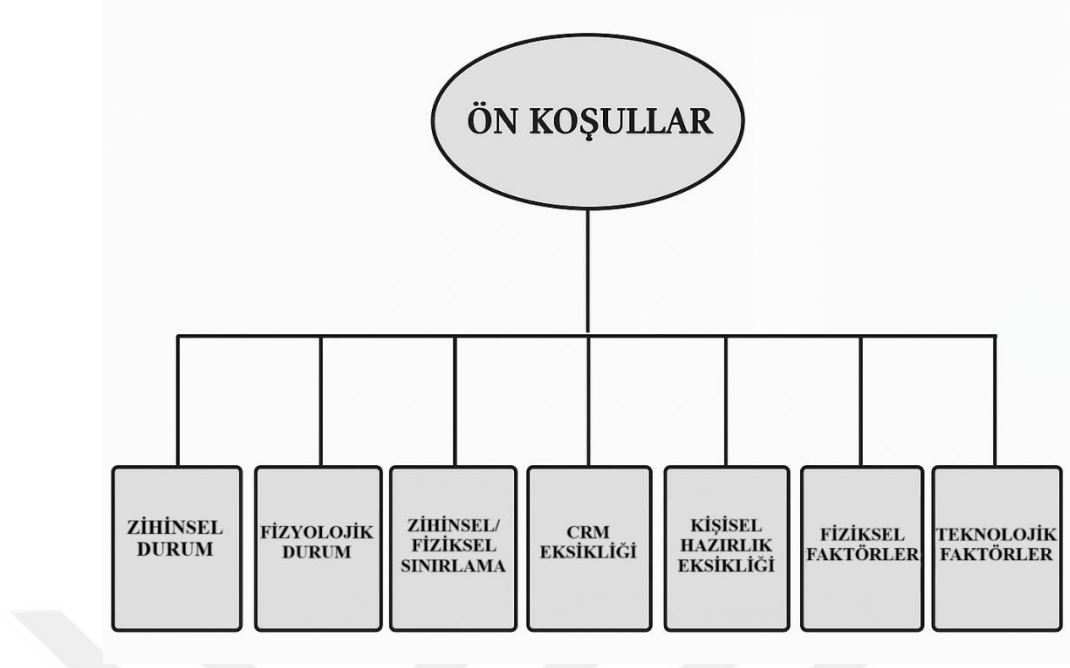 ÖN KOŞULLAR
ZİHİNSEL
DURUM
FİZYOLOJİK
DURUM
ZİHİNSEL/
FİZİKSEL
SINIRLAMA
CRM
EKSİKLİĞİ
KİŞİSEL
HAZIRLIK
EKSİKLİĞİ
FİZİKSEL
FAKTÖRLER
TEKNOLOJİK
FAKTÖRLER